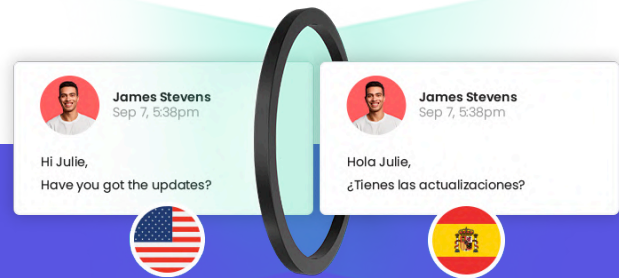 James Stevens
Sep 7, 5:38pm
Hi Julie,
Have you got the updates?
James Stevens
Sep 7, 5:38pm
Hola Julie,
¿Tienes las actualizaciones?